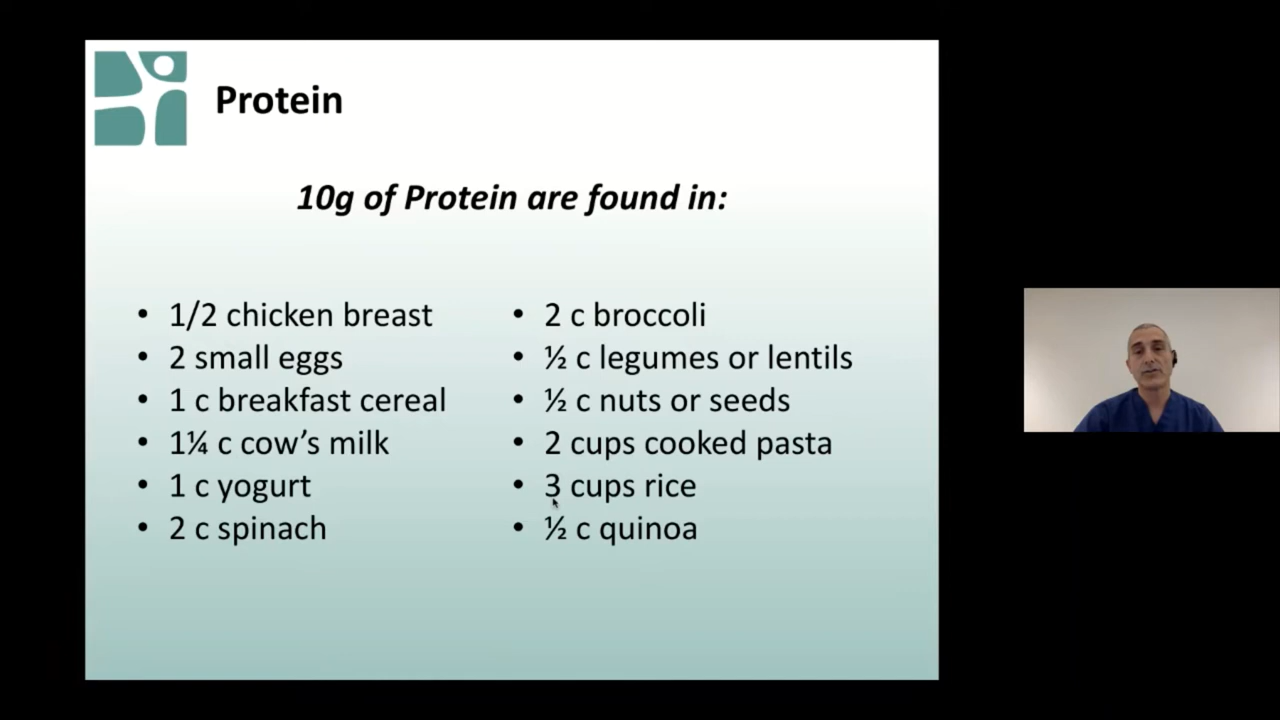 Protein
10g of Protein are found in:
• 1/2 chicken breast
• 2 small eggs
• 1 c breakfast cereal
• 1¼ c cow’s milk
• 1 c yogurt
• 2 c spinach
• 2 c broccoli
• ½ c legumes or lentils
• ½ c nuts or seeds
• 2 cups cooked pasta
• 3 cups rice
• ½ c quinoa